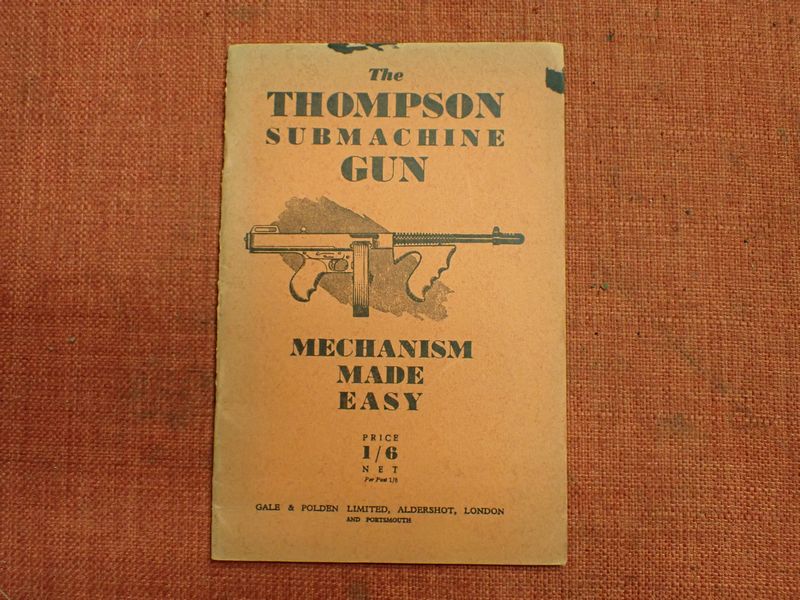 The
THOMPSON
SUBMACHINE
GUN
MECHANISM
MADE
EASY
PRICE
1/6
NET
Per Post 1/8
GALE & POLDEN LIMITED, ALDERSHOT, LONDON
AND PORTSMOUTH